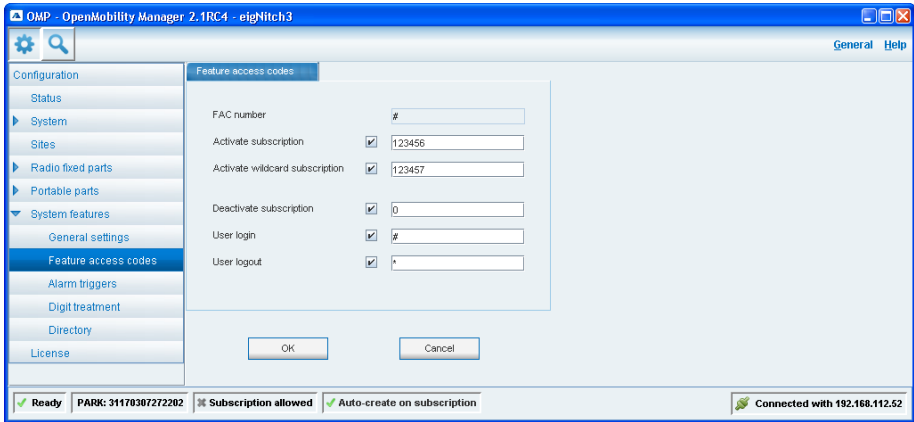 OMP - OpenMobility Manager 2.1RC4 - eigNitch3
General Help
Configuration
Status
System
Sites
Radio fixed parts
Portable parts
System features
General settings
Feature access codes
Alarm triggers
Digit treatment
Directory
License
Feature access codes
FAC number #
Activate subscription 123456
Activate wildcard subscription 123457
Deactivate subscription 0
User login #
User logout *
OK Cancel
Ready PARK: 31170307272202 Subscription allowed Auto-create on subscription Connected with 192.168.112.52